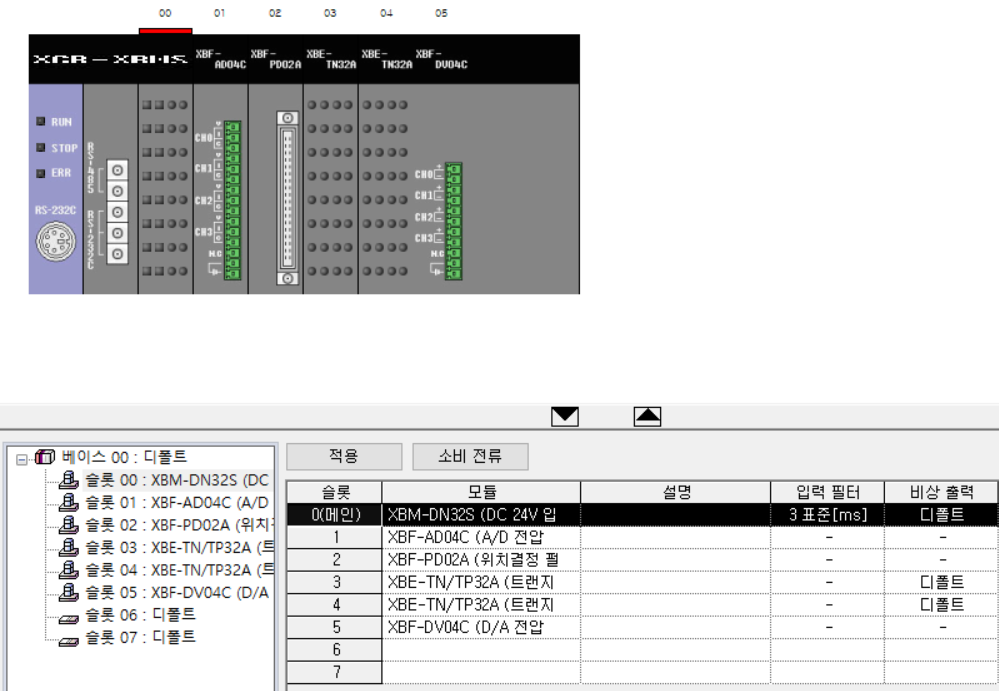 00 01 02 03 04 05
XGB - XBMS XBF- AD04C XBF- PD02A XBE- TN32A XBE- TN32A XBF- DV04C
RUN
STOP
ERR
RS-232C
RS-485
RS-232C
CH0 V I C
CH1 V I C
CH2 V I C
CH3 V I C
N.C
CH0 + -
CH1 + -
CH2 + -
CH3 + -
N.C
베이스 00 : 디폴트
슬롯 00 : XBM-DN32S (DC
슬롯 01 : XBF-AD04C (A/D
슬롯 02 : XBF-PD02A (위치
슬롯 03 : XBE-TN/TP32A (트
슬롯 04 : XBE-TN/TP32A (트
슬롯 05 : XBF-DV04C (D/A
슬롯 06 : 디폴트
슬롯 07 : 디폴트
적용 소비 전류
슬롯 모듈 설명 입력 필터 비상 출력
0(메인) XBM-DN32S (DC 24V 입 3 표준[ms] 디폴트
1 XBF-AD04C (A/D 전압 - -
2 XBF-PD02A (위치결정 펄 - -
3 XBE-TN/TP32A (트랜지 - 디폴트
4 XBE-TN/TP32A (트랜지 - 디폴트
5 XBF-DV04C (D/A 전압 - -
6
7